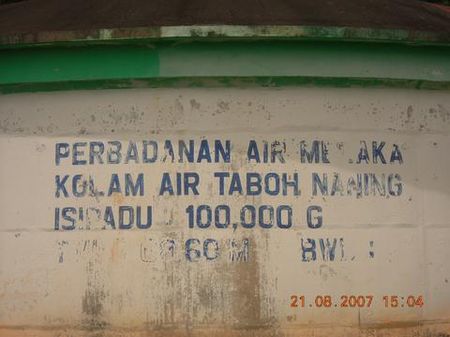 PERBADANAN AIR MELAKA
KOLAM AIR TABOH NANING
ISIPADU 100,000 G
60 M BWL :
21.08.2007 15:04